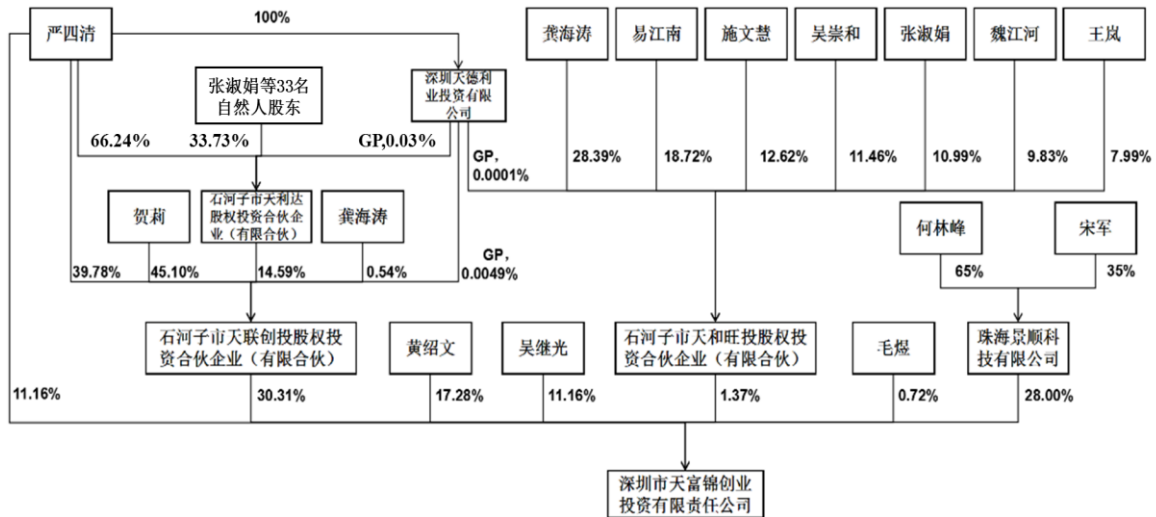 100%
严四清
龚海涛
易江南
施文慧
吴崇和
张淑娟
魏江河
王岚
张淑娟等33名
自然人股东
深圳天德利
业投资有限
公司
66.24%
33.73%
GP,0.03%
GP，
0.0001%
28.39%
18.72%
12.62%
11.46%
10.99%
9.83%
7.99%
贺莉
石河子市天利达
股权投资合伙企
业（有限合伙）
龚海涛
何林峰
宋军
39.78%
45.10%
14.59%
0.54%
GP，
0.0049%
65%
35%
石河子市天联创投股权投
资合伙企业（有限合伙）
黄绍文
吴继光
石河子市天和旺投股权投
资合伙企业（有限合伙）
毛煜
珠海景顺科
技有限公司
11.16%
30.31%
17.28%
11.16%
1.37%
0.72%
28.00%
深圳市天富锦创业
投资有限责任公司